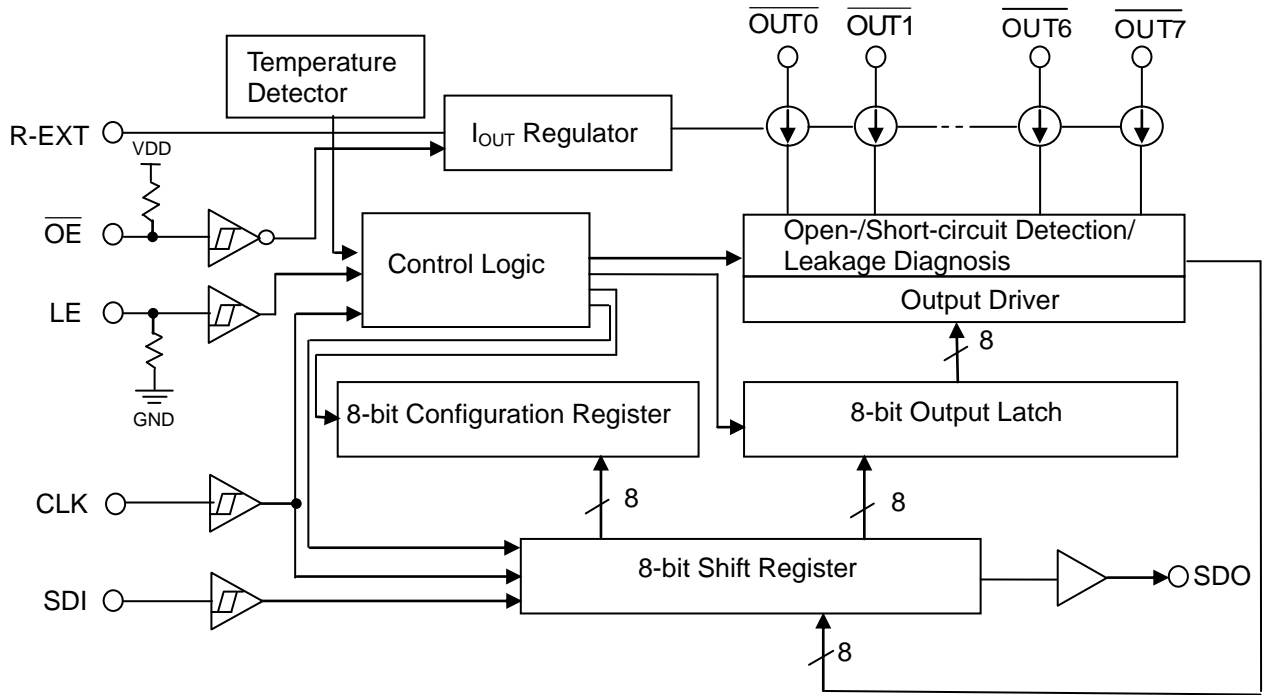 OUT0 OUT1 OUT6 OUT7
Temperature
Detector
R-EXT
IOUT Regulator
VDD
OE
Control Logic
Open-/Short-circuit Detection/
Leakage Diagnosis
LE
Output Driver
8
GND
8-bit Configuration Register
8-bit Output Latch
CLK
8
8
8-bit Shift Register
SDO
SDI
8